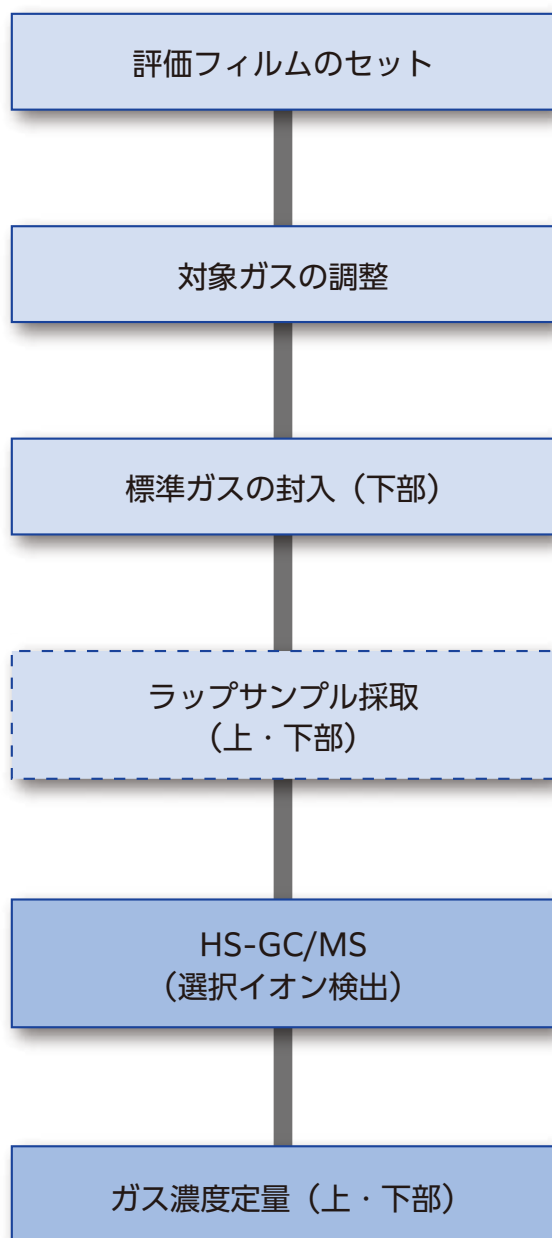 評価フィルムのセット
対象ガスの調整
標準ガスの封入（下部）
ラップサンプル採取
（上・下部）
HS-GC/MS
（選択イオン検出）
ガス濃度定量（上・下部）